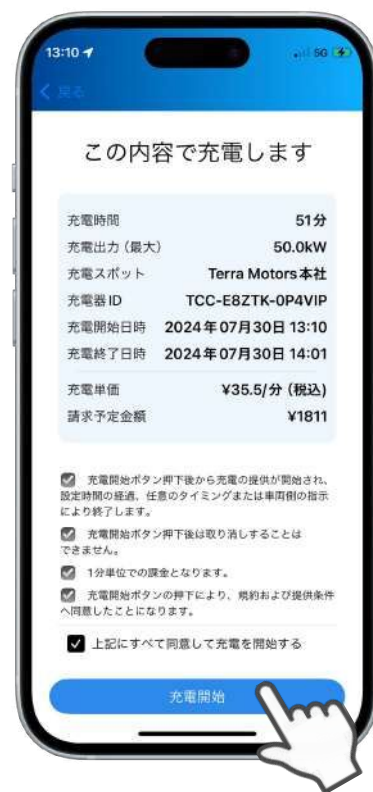 13:10
5G
戻る
この内容で充電します
充電時間 51分
充電出力（最大） 50.0kW
充電スポット Terra Motors本社
充電器ID TCC-E8ZTK-0P4VIP
充電開始日時 2024年07月30日 13:10
充電終了日時 2024年07月30日 14:01
充電単価 ¥35.5/分（税込）
請求予定金額 ¥1811
充電開始ボタン押下後から充電の提供が開始され、
設定時間の経過、任意のタイミングまたは車両側の指示
により終了します。
充電開始ボタン押下後は取り消しすることは
できません。
1分単位での課金となります。
充電開始ボタンの押下により、規約および提供条件
へ同意したことになります。
上記にすべて同意して充電を開始する
充電開始